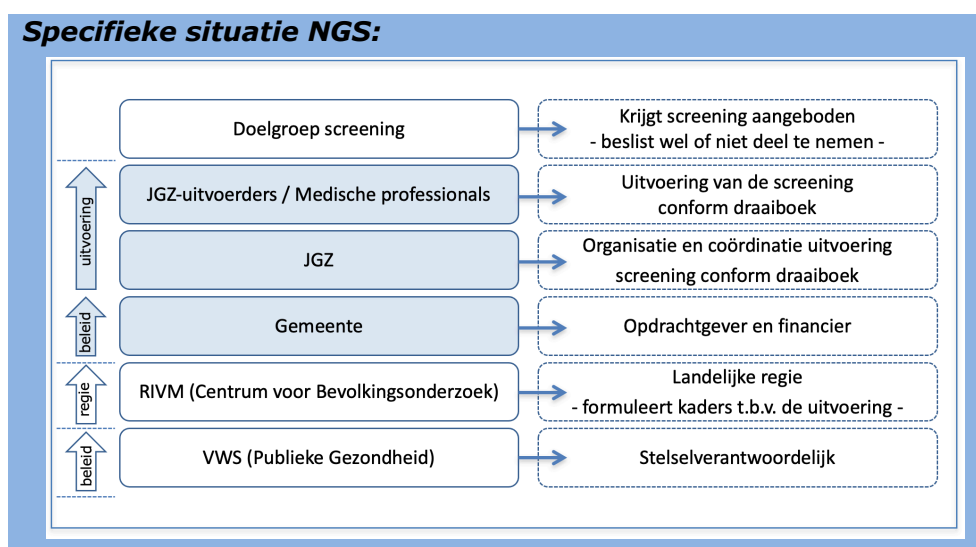 Specifieke situatie NGS:
Doelgroep screening
Krijgt screening aangeboden
- beslist wel of niet deel te nemen -
uitvoering
JGZ-uitvoerders / Medische professionals
Uitvoering van de screening
conform draaiboek
JGZ
Organisatie en coördinatie uitvoering
screening conform draaiboek
beleid
Gemeente
Opdrachtgever en financier
regie
RIVM (Centrum voor Bevolkingsonderzoek)
Landelijke regie
- formuleert kaders t.b.v. de uitvoering -
beleid
VWS (Publieke Gezondheid)
Stelselverantwoordelijk